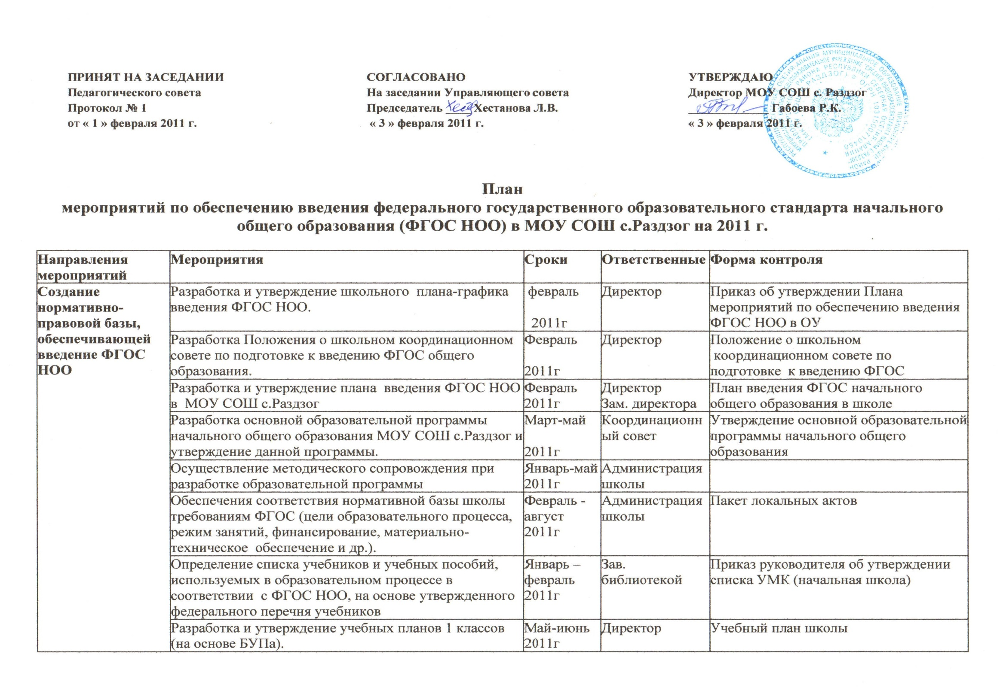 ПРИНЯТ НА ЗАСЕДАНИИ
Педагогического совета
Протокол № 1
от « 1 » февраля 2011 г.
СОГЛАСОВАНО
На заседании Управляющего совета
Председатель Хестанова Л.В.
« 3 » февраля 2011 г.
УТВЕРЖДАЮ
Директор МОУ СОШ с. Раздзог
Габоева Р.К.
« 3 » февраля 2011 г.
План
мероприятий по обеспечению введения федерального государственного образовательного стандарта начального
общего образования (ФГОС НОО) в МОУ СОШ с.Раздзог на 2011 г.
Направления
мероприятий
Мероприятия
Сроки
Ответственные
Форма контроля
Создание
нормативно-
правовой базы,
обеспечивающей
введение ФГОС
НОО
Разработка и утверждение школьного плана-графика
введения ФГОС НОО.
февраль
2011г
Директор
Приказ об утверждении Плана
мероприятий по обеспечению введения
ФГОС НОО в ОУ
Разработка Положения о школьном координационном
совете по подготовке к введению ФГОС общего
образования.
Февраль
2011г
Директор
Положение о школьном
координационном совете по
подготовке к введению ФГОС
Разработка и утверждение плана введения ФГОС НОО
в МОУ СОШ с.Раздзог
Февраль
2011г
Директор
Зам. директора
План введения ФГОС начального
общего образования в школе
Разработка основной образовательной программы
начального общего образования МОУ СОШ с.Раздзог и
утверждение данной программы.
Март-май
2011г
Координационн
ый совет
Утверждение основной образовательной
программы начального общего
образования
Осуществление методического сопровождения при
разработке образовательной программы
Январь-май
2011г
Администрация
школы
Обеспечения соответствия нормативной базы школы
требованиям ФГОС (цели образовательного процесса,
режим занятий, финансирование, материально-
техническое обеспечение и др.).
Февраль -
август
2011г
Администрация
школы
Пакет локальных актов
Определение списка учебников и учебных пособий,
используемых в образовательном процессе в
соответствии с ФГОС НОО, на основе утвержденного
федерального перечня учебников
Январь –
февраль
2011г
Зав.
библиотекой
Приказ руководителя об утверждении
списка УМК (начальная школа)
Разработка и утверждение учебных планов 1 классов
(на основе БУПа).
Май-июнь
2011г
Директор
Учебный план школы